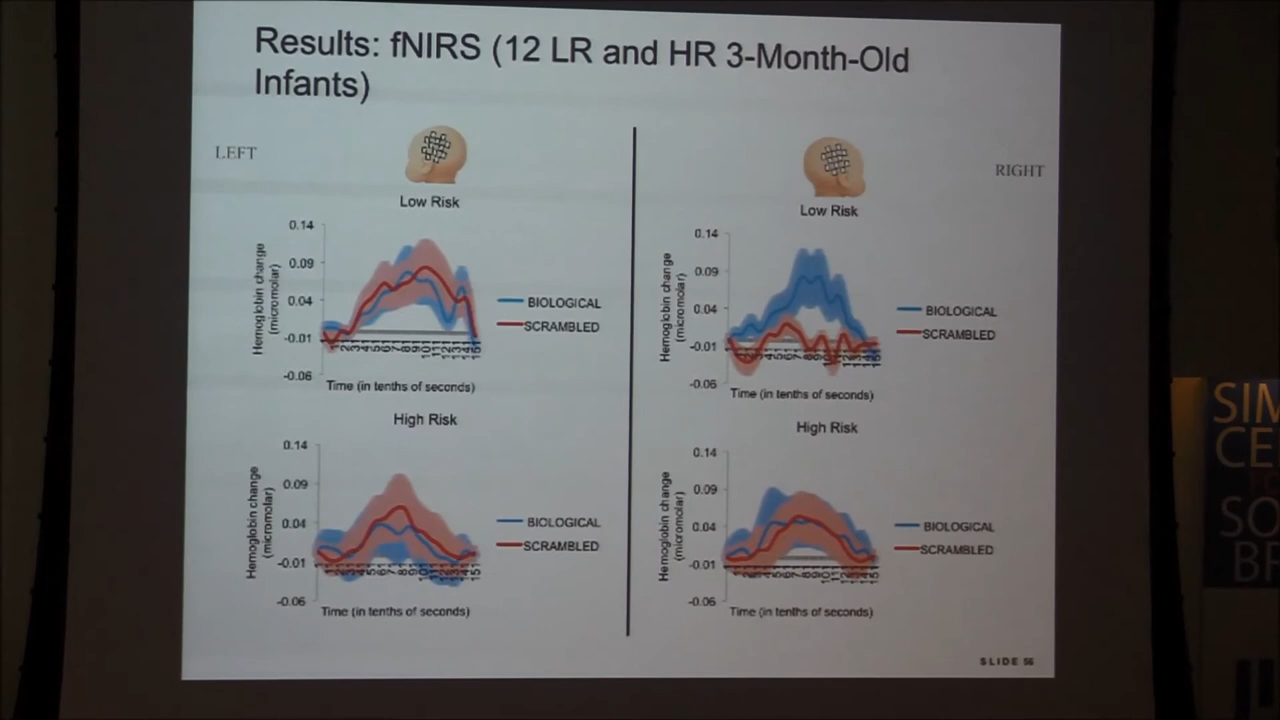 Results: fNIRS (12 LR and HR 3-Month-Old
Infants)
LEFT
RIGHT
Low Risk
0.14
0.09
0.04
-0.01
-0.06
Hemoglobin change
(micromolar)
Time (in tenths of seconds)
BIOLOGICAL
SCRAMBLED
Low Risk
0.14
0.09
0.04
-0.01
-0.06
Hemoglobin change
(micromolar)
Time (in tenths of seconds)
BIOLOGICAL
SCRAMBLED
High Risk
0.14
0.09
0.04
-0.01
-0.06
Hemoglobin change
(micromolar)
Time (in tenths of seconds)
BIOLOGICAL
SCRAMBLED
High Risk
0.14
0.09
0.04
-0.01
-0.06
Hemoglobin change
(micromolar)
Time (in tenths of seconds)
BIOLOGICAL
SCRAMBLED
SLIDE 56
SIM
CE
SO
BR